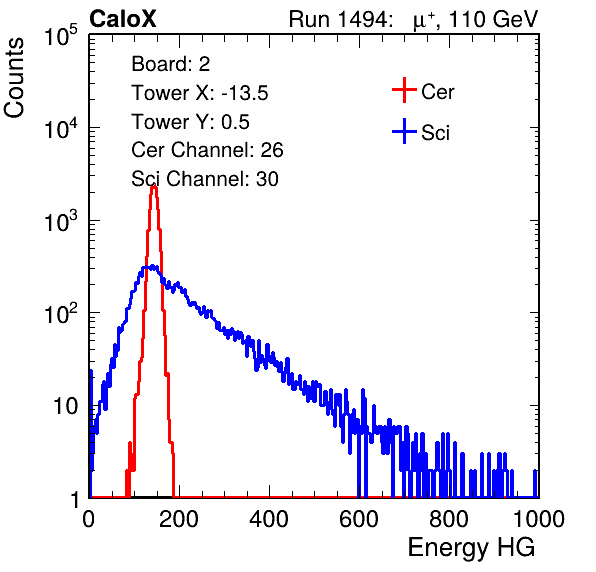 CaloX Run 1494: μ⁺, 110 GeV
Counts
10⁵
10⁴
10³
10²
10
1
Board: 2
Tower X: -13.5
Tower Y: 0.5
Cer Channel: 26
Sci Channel: 30
Cer
Sci
0 200 400 600 800 1000
Energy HG